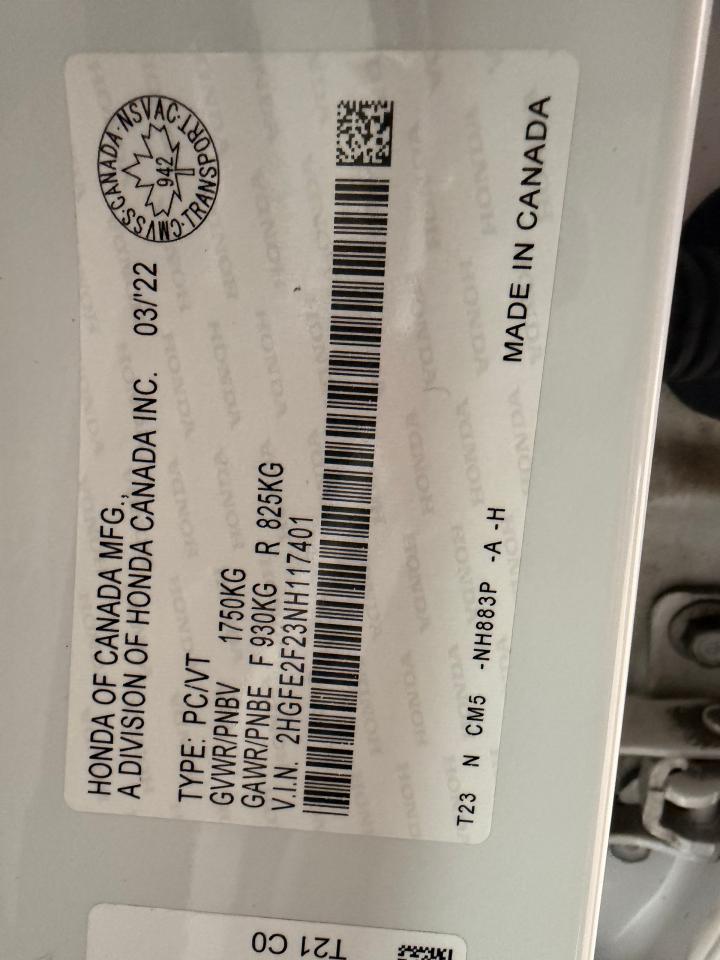 HONDA OF CANADA MFG.,
A DIVISION OF HONDA CANADA INC. 03/'22
CMVSS·CANADA·NSVAC·TRANSPORT·
942
TYPE: PC/VT
GVWR/PNBV 1750KG
GAWR/PNBE F 930KG R 825KG
V.I.N. 2HGFE2F23NH117401
T23 N CM5 -NH883P -A -H
MADE IN CANADA
T21 C0